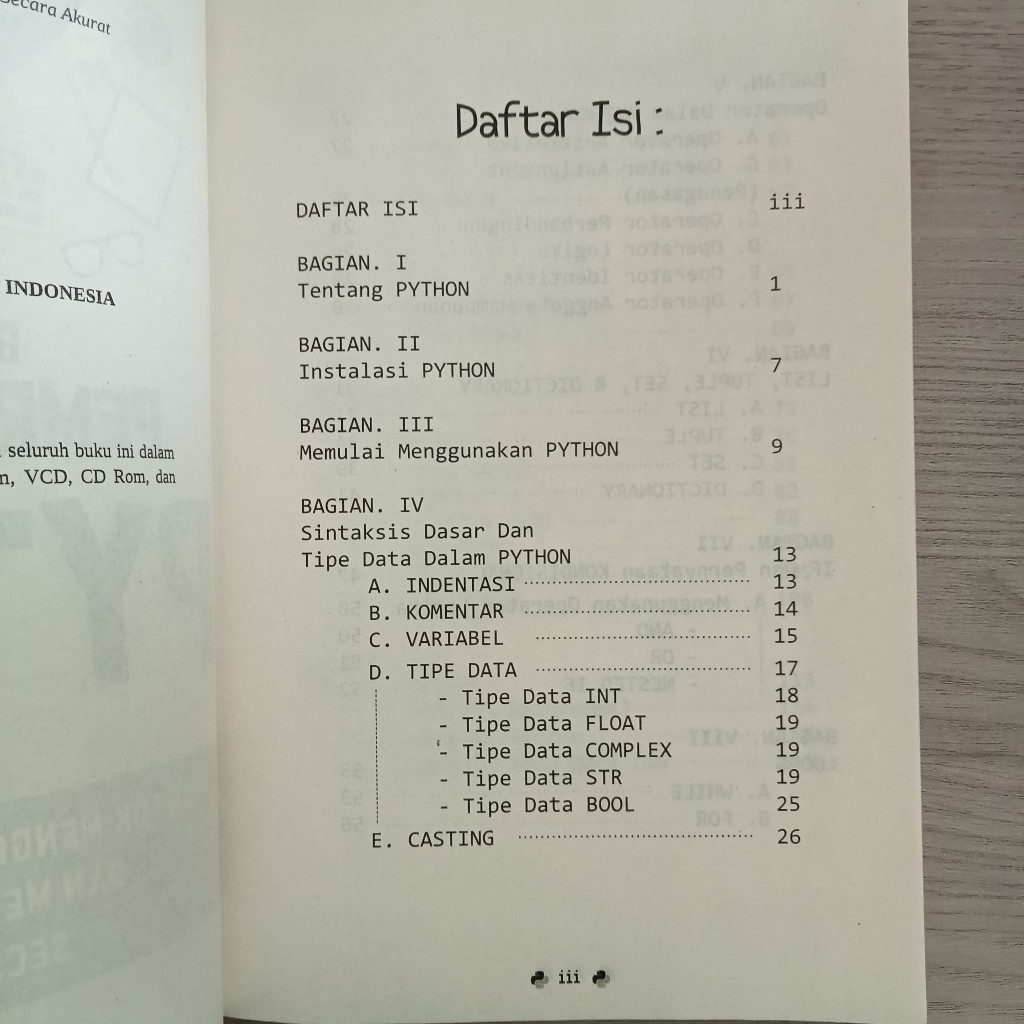 Secara Akurat
INDONESIA
seluruh buku ini dalam
VCD, CD Rom, dan
Daftar Isi :
DAFTAR ISI iii
BAGIAN. I
Tentang PYTHON 1
BAGIAN. II
Instalasi PYTHON 7
BAGIAN. III
Memulai Menggunakan PYTHON 9
BAGIAN. IV
Sintaksis Dasar Dan
Tipe Data Dalam PYTHON 13
A. INDENTASI 13
B. KOMENTAR 14
C. VARIABEL 15
D. TIPE DATA 17
- Tipe Data INT 18
- Tipe Data FLOAT 19
- Tipe Data COMPLEX 19
- Tipe Data STR 19
- Tipe Data BOOL 25
E. CASTING 26
iii